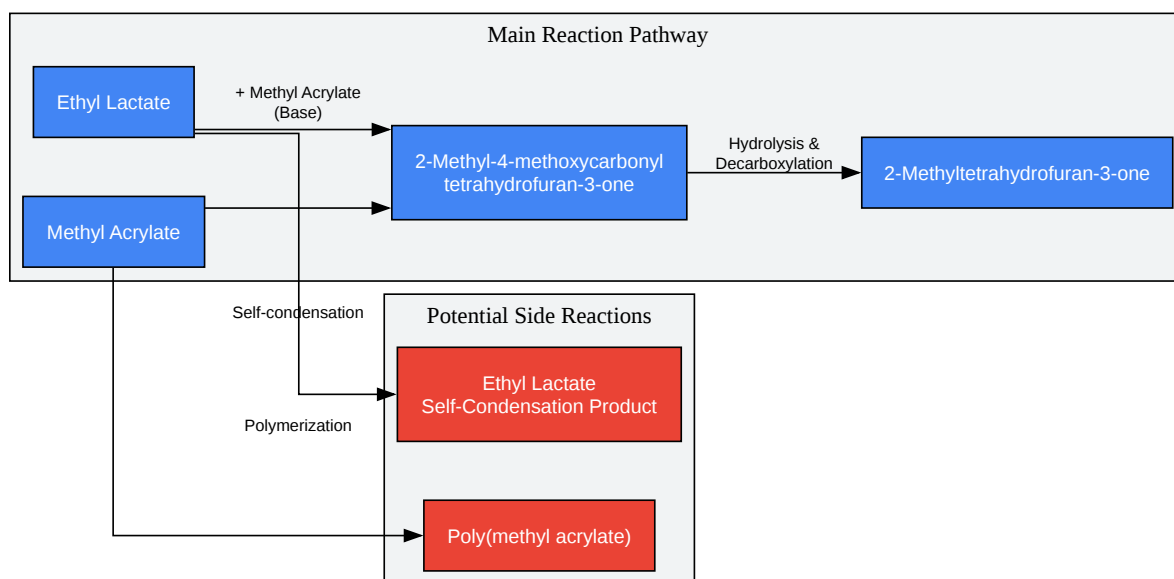 Main Reaction Pathway
Ethyl Lactate
+ Methyl Acrylate
(Base)
2-Methyl-4-methoxycarbonyl
tetrahydrofuran-3-one
Hydrolysis &
Decarboxylation
2-Methyltetrahydrofuran-3-one
Methyl Acrylate
Self-condensation
Potential Side Reactions
Ethyl Lactate
Self-Condensation Product
Polymerization
Poly(methyl acrylate)